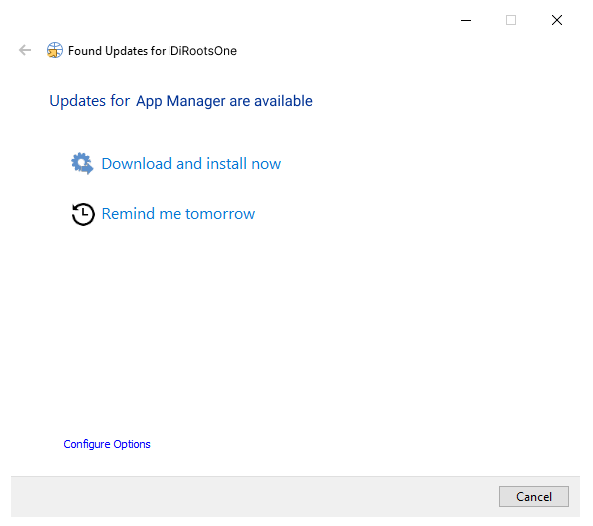 Found Updates for DiRootsOne
Updates for App Manager are available
Download and install now
Remind me tomorrow
Configure Options
Cancel